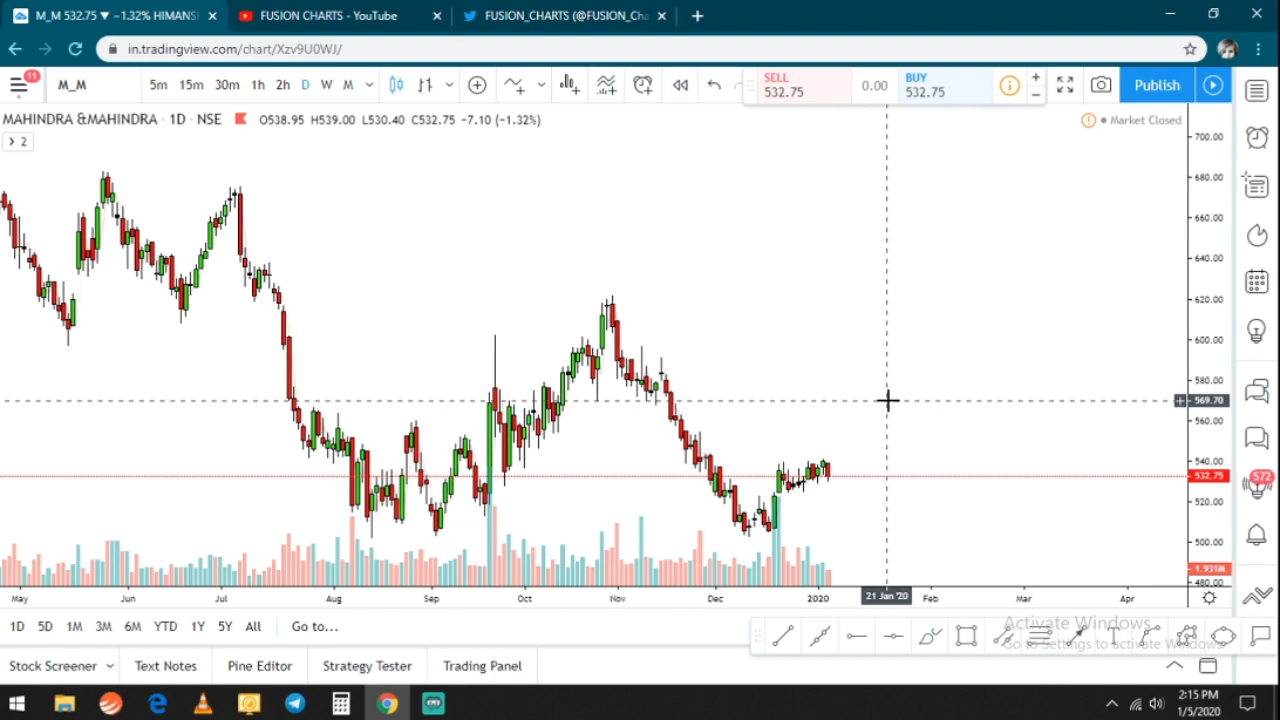 M_M 532.75 ▼ −1.32% HIMANS
FUSION CHARTS - YouTube
FUSION_CHARTS (@FUSION_Cha
in.tradingview.com/chart/Xzv9U0WJ/
11
M_M
5m 15m 30m 1h 2h D W M
SELL
532.75
0.00
BUY
532.75
Publish
MAHINDRA &MAHINDRA · 1D · NSE O538.95 H539.00 L530.40 C532.75 −7.10 (−1.32%)
Market Closed
2
700.00
680.00
660.00
640.00
620.00
600.00
580.00
569.70
560.00
540.00
532.75
520.00
500.00
1.931M
480.00
572
May Jun Jul Aug Sep Oct Nov Dec 2020 21 Jan '20 Feb Mar Apr
1D 5D 1M 3M 6M YTD 1Y 5Y All Go to...
Activate Windows
Go to Settings to activate Windows.
Stock Screener Text Notes Pine Editor Strategy Tester Trading Panel
2:15 PM
1/5/2020